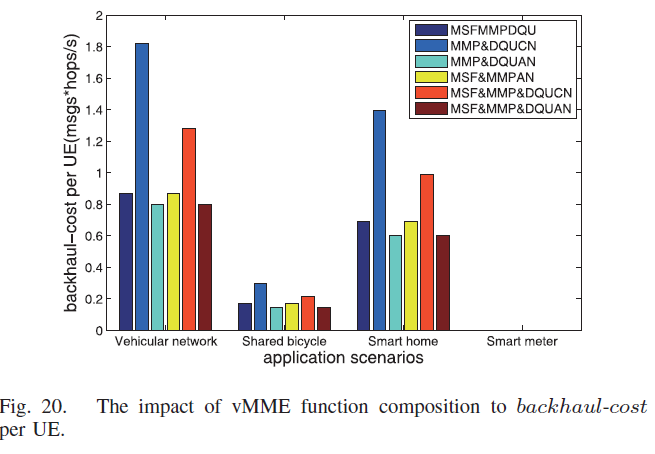 2
1.8
1.6
1.4
1.2
1
0.8
0.6
0.4
0.2
0
backhaul-cost per UE(msgs*hops/s)
MSFMMPDQU
MMP&DQUCN
MMP&DQUAN
MSF&MMPAN
MSF&MMP&DQUCN
MSF&MMP&DQUAN
Vehicular network Shared bicycle Smart home Smart meter
application scenarios
Fig. 20. The impact of vMME function composition to backhaul-cost
per UE.